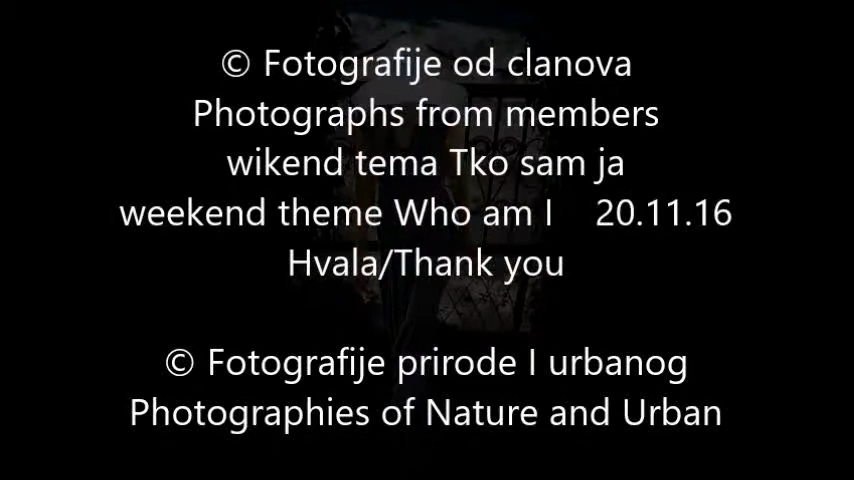 © Fotografije od clanova
Photographs from members
wikend tema Tko sam ja
weekend theme Who am I 20.11.16
Hvala/Thank you
© Fotografije prirode I urbanog
Photographies of Nature and Urban